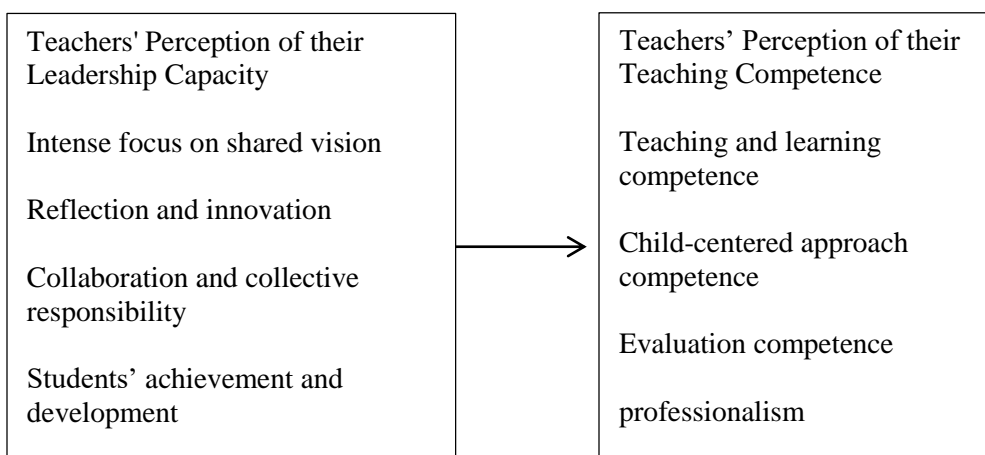 Teachers' Perception of their
Leadership Capacity
Intense focus on shared vision
Reflection and innovation
Collaboration and collective
responsibility
Students’ achievement and
development
Teachers’ Perception of their
Teaching Competence
Teaching and learning
competence
Child-centered approach
competence
Evaluation competence
professionalism